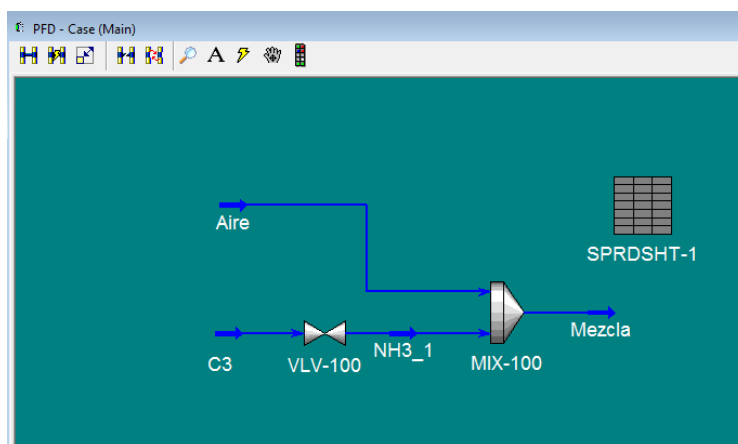 PFD - Case (Main)
A
Aire
SPRDSHT-1
Mezcla
NH3_1
C3
VLV-100
MIX-100